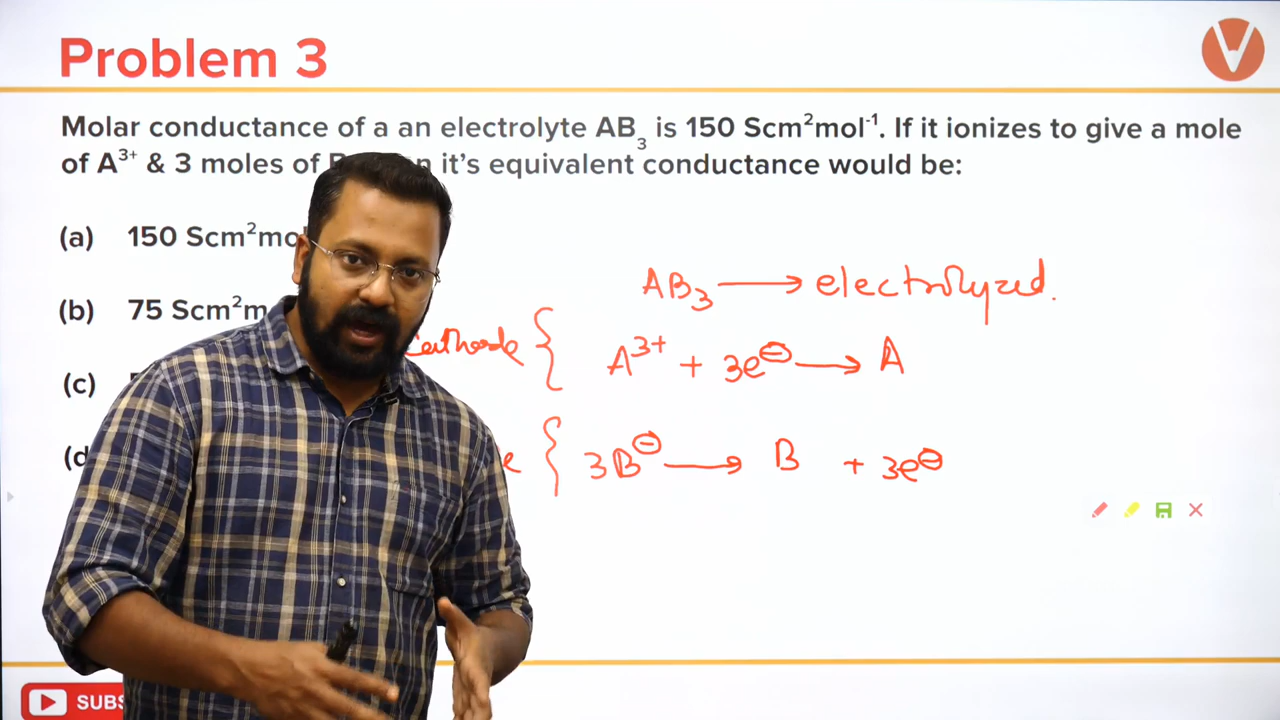 Problem 3
Molar conductance of a an electrolyte AB₃ is 150 Scm²mol⁻¹. If it ionizes to give a mole
of A³⁺ & 3 moles of it's equivalent conductance would be:
(a) 150 Scm²mo
(b) 75 Scm²m
(c)
(d
AB₃ → electrolyzed.
Cathode { A³⁺ + 3e⊖ → A
{ 3B⊖ → B + 3e⊖
SUBS